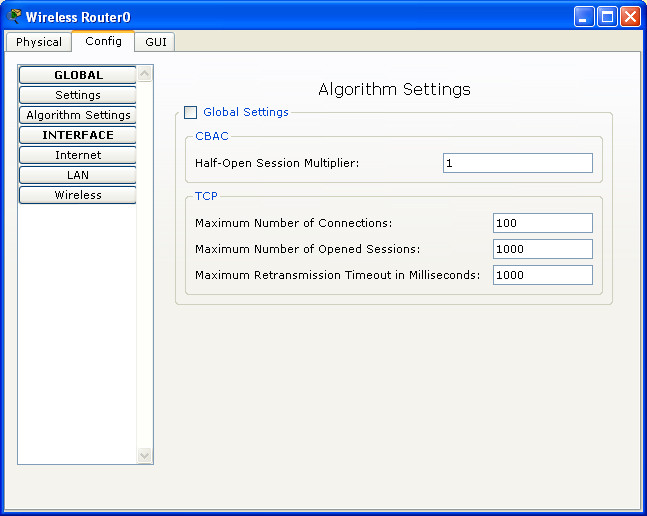 Wireless Router0
Physical Config GUI
GLOBAL
Settings
Algorithm Settings
INTERFACE
Internet
LAN
Wireless
Algorithm Settings
Global Settings
CBAC
Half-Open Session Multiplier: 1
TCP
Maximum Number of Connections: 100
Maximum Number of Opened Sessions: 1000
Maximum Retransmission Timeout in Milliseconds: 1000